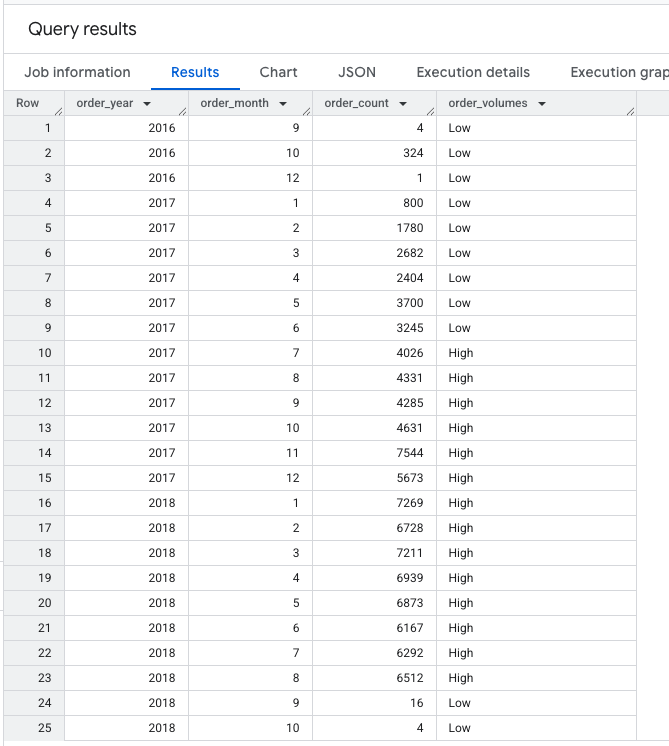 Query results
Job information Results Chart JSON Execution details Execution grap
Row order_year order_month order_count order_volumes
1 2016 9 4 Low
2 2016 10 324 Low
3 2016 12 1 Low
4 2017 1 800 Low
5 2017 2 1780 Low
6 2017 3 2682 Low
7 2017 4 2404 Low
8 2017 5 3700 Low
9 2017 6 3245 Low
10 2017 7 4026 High
11 2017 8 4331 High
12 2017 9 4285 High
13 2017 10 4631 High
14 2017 11 7544 High
15 2017 12 5673 High
16 2018 1 7269 High
17 2018 2 6728 High
18 2018 3 7211 High
19 2018 4 6939 High
20 2018 5 6873 High
21 2018 6 6167 High
22 2018 7 6292 High
23 2018 8 6512 High
24 2018 9 16 Low
25 2018 10 4 Low